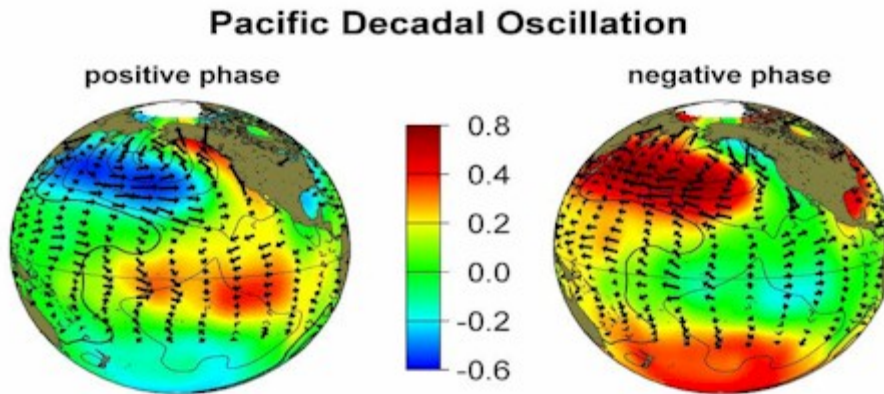 Pacific Decadal Oscillation
positive phase
negative phase
0.8
0.4
0.2
0.0
-0.2
-0.6